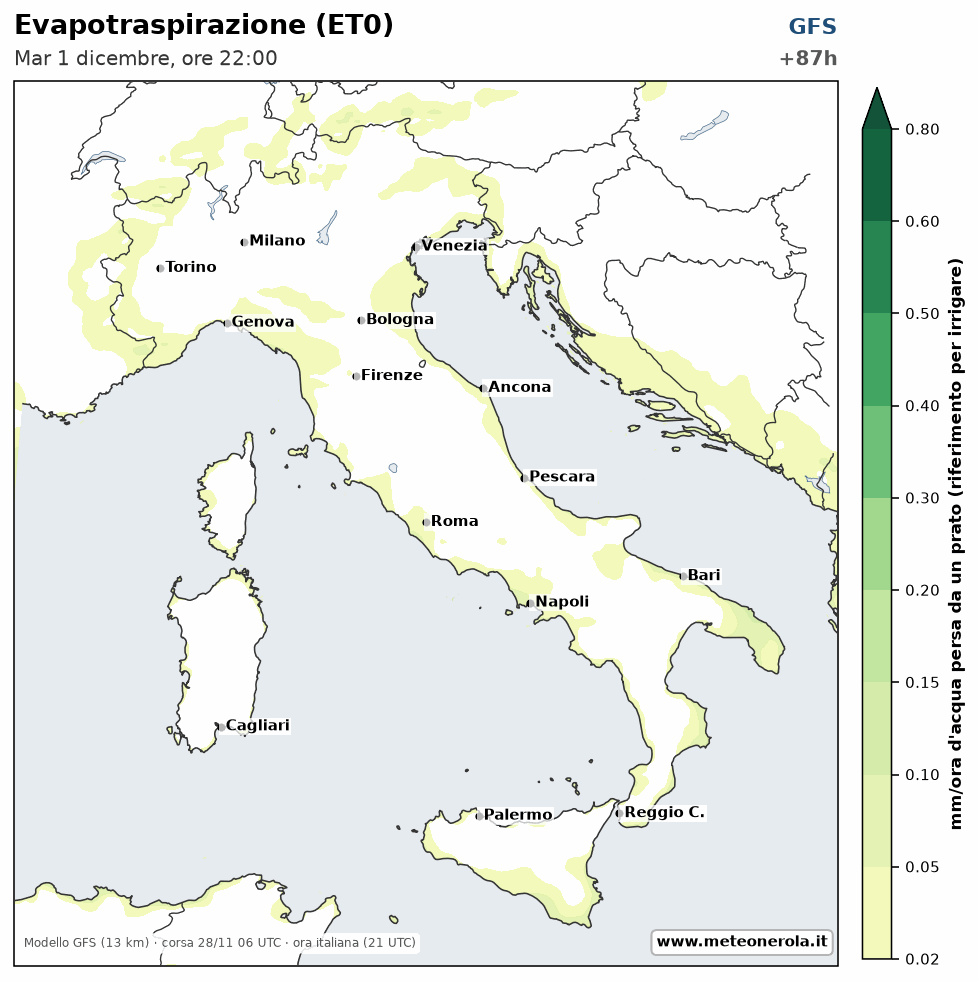 Evapotraspirazione (ET0)
GFS
Mar 1 dicembre, ore 22:00
+87h
Milano
Venezia
Torino
Genova
Bologna
Firenze
Ancona
Pescara
Roma
Bari
Napoli
Cagliari
Palermo
Reggio C.
0.80
0.60
0.50
0.40
0.30
0.20
0.15
0.10
0.05
0.02
mm/ora d'acqua persa da un prato (riferimento per irrigare)
Modello GFS (13 km) · corsa 28/11 06 UTC · ora italiana (21 UTC)
www.meteonerola.it